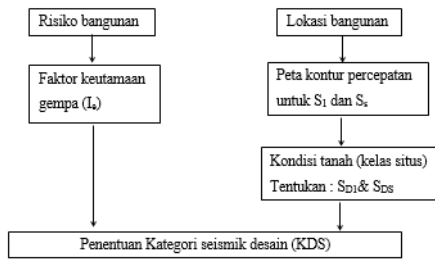 Risiko bangunan
Lokasi bangunan
Faktor keutamaan
gempa (Ie)
Peta kontur percepatan
untuk S1 dan Ss
Kondisi tanah (kelas situs)
Tentukan : SD1& SDS
Penentuan Kategori seismik desain (KDS)